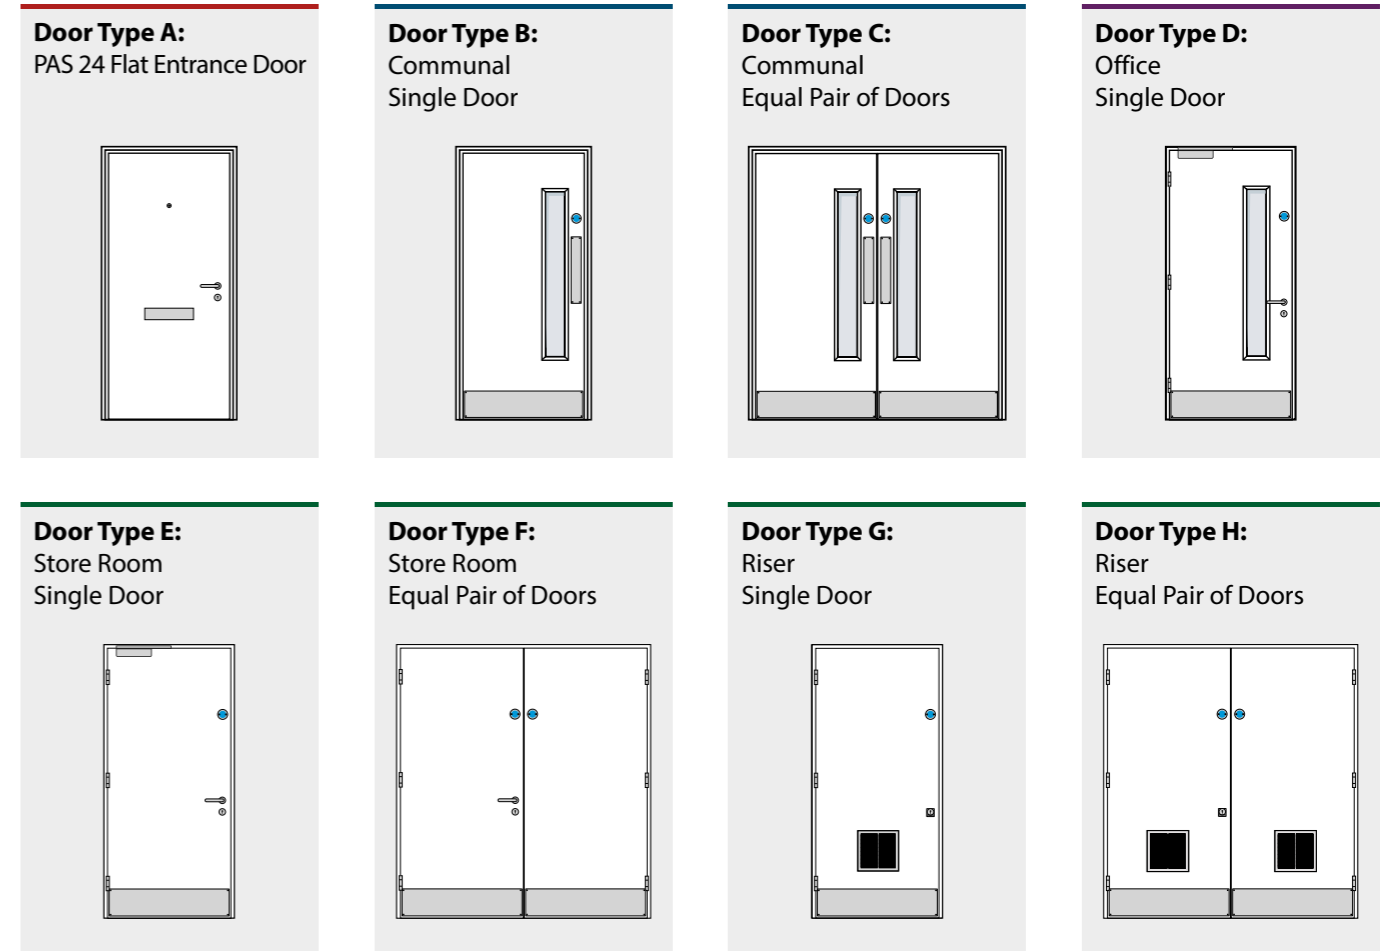 Door Type A:
PAS 24 Flat Entrance Door
Door Type B:
Communal
Single Door
Door Type C:
Communal
Equal Pair of Doors
Door Type D:
Office
Single Door
Door Type E:
Store Room
Single Door
Door Type F:
Store Room
Equal Pair of Doors
Door Type G:
Riser
Single Door
Door Type H:
Riser
Equal Pair of Doors